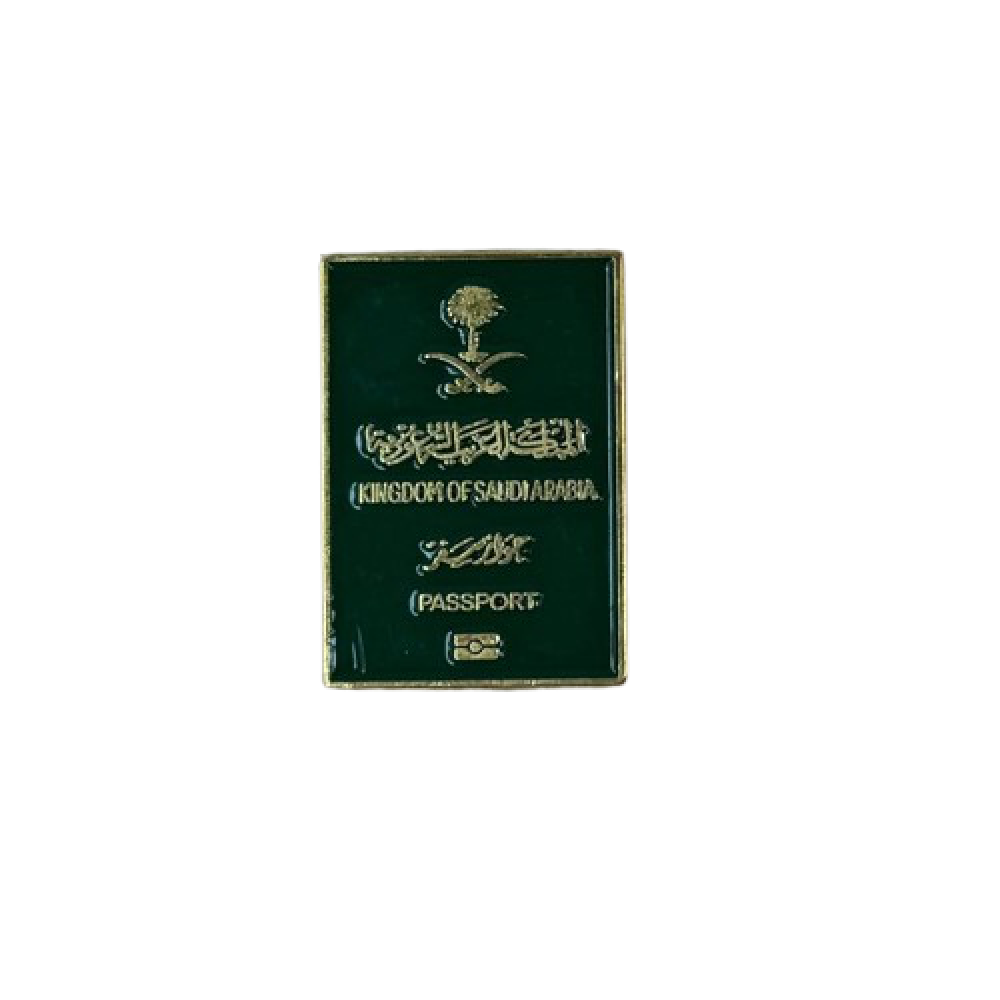 المملكة العربية السعودية
KINGDOM OF SAUDI ARABIA
جواز سفر
PASSPORT